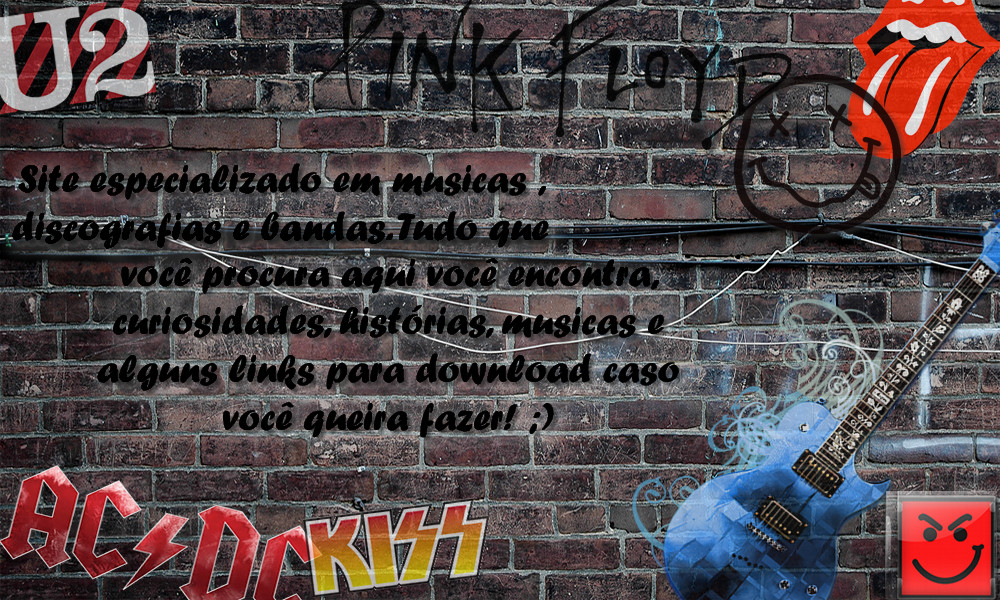 U2
PINK FLOYD
Site especializado em musicas ,
discografias e bandas.Tudo que
você procura aqui você encontra,
curiosidades, histórias, musicas e
alguns links para download caso
você queira fazer! ;)
AC DC
KISS